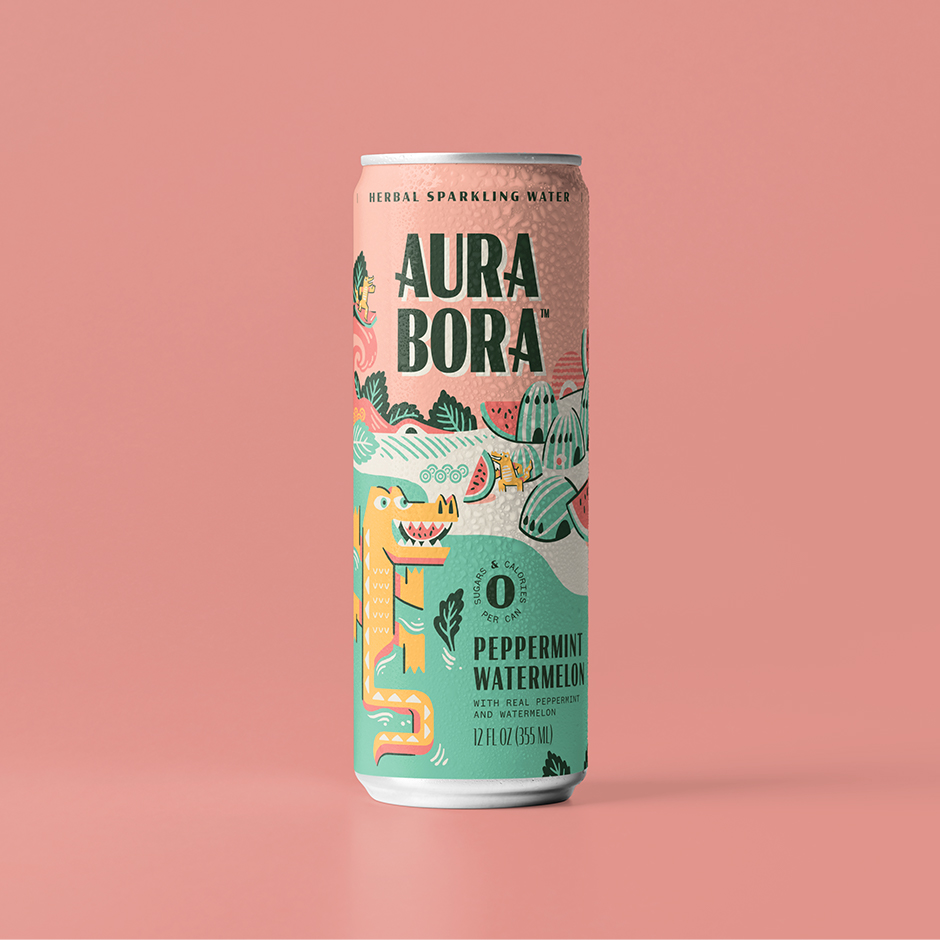 HERBAL SPARKLING WATER
AURA
BORA™
SUGARS & CALORIES
0
PER CAN
PEPPERMINT
WATERMELON
WITH REAL PEPPERMINT
AND WATERMELON
12 FL OZ (355 ML)